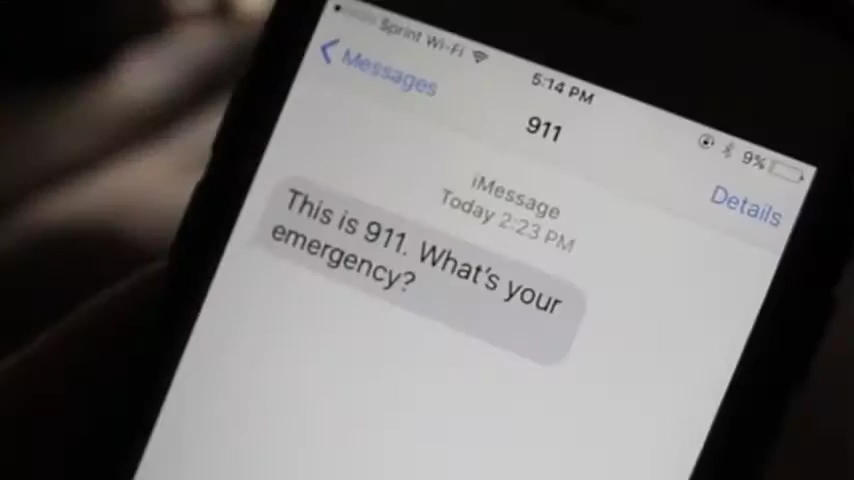 Sprint Wi-Fi
5:14 PM
9%
Messages
911
Details
iMessage
Today 2:23 PM
This is 911. What's your
emergency?